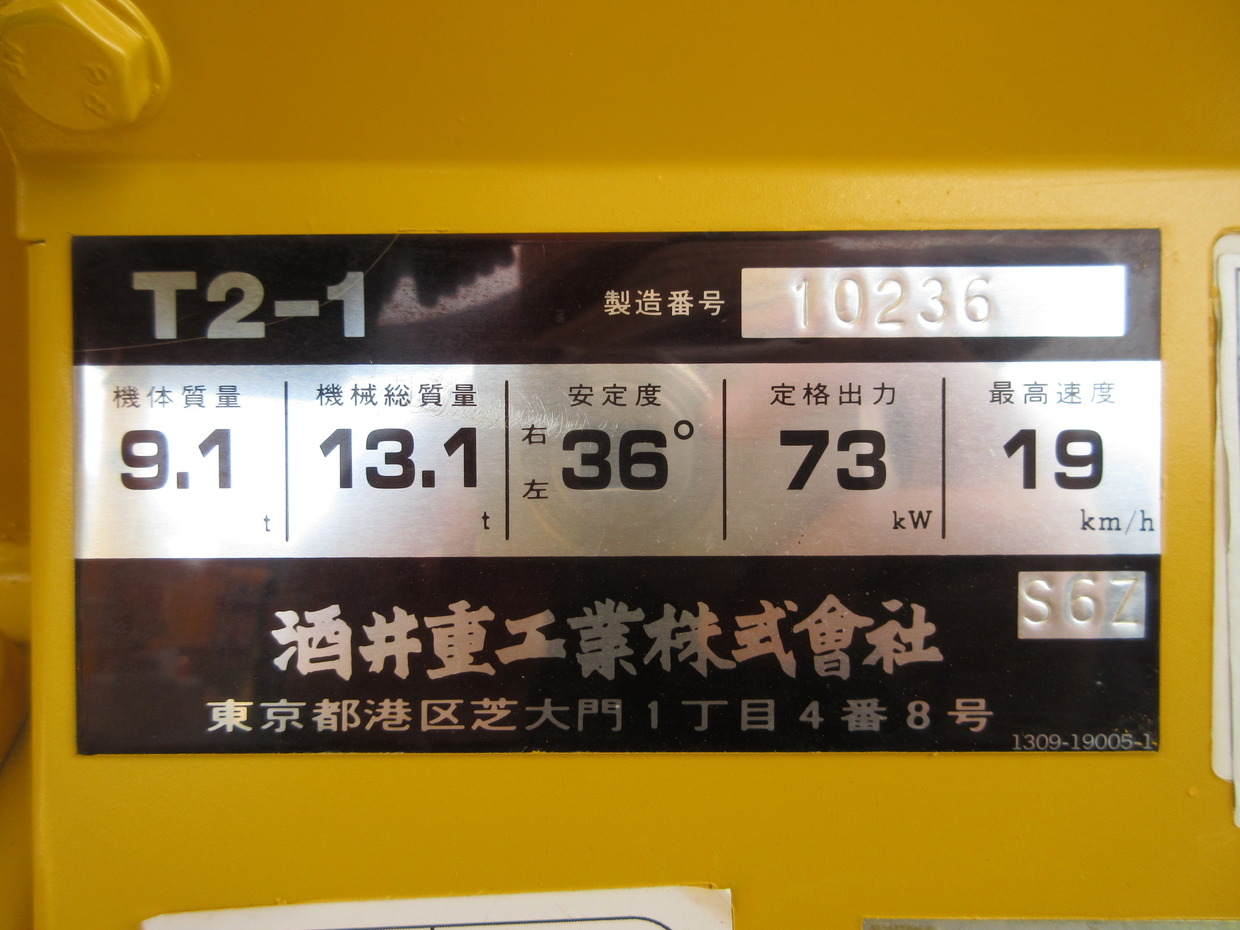 T2-1 製造番号 10236
機体質量 機械総質量 安定度 定格出力 最高速度
9.1 t 13.1 t 右 左 36° 73 kW 19 km/h
S6Z
酒井重工業株式會社
東京都港区芝大門1丁目4番8号
1309-19005-1